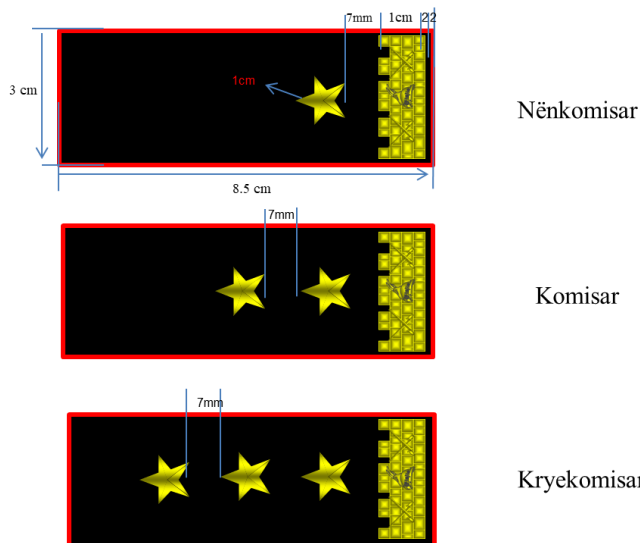 7mm 1cm 22
1cm
3 cm
Nënkomisar
8.5 cm
7mm
Komisar
7mm
Kryekomisar